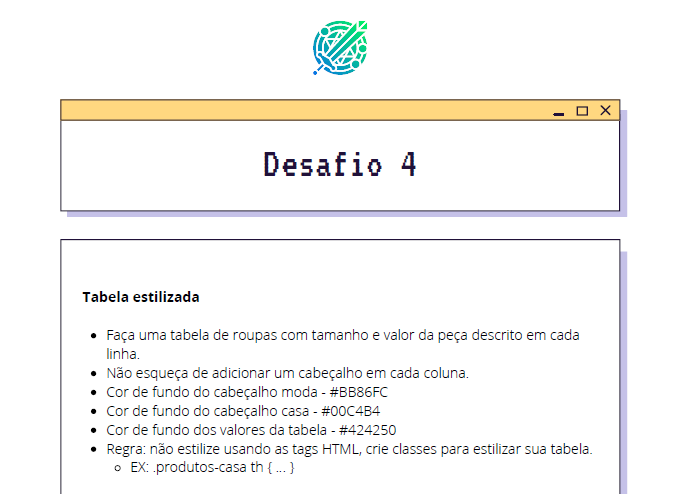 Desafio 4
Tabela estilizada
• Faça uma tabela de roupas com tamanho e valor da peça descrito em cada
linha.
• Não esqueça de adicionar um cabeçalho em cada coluna.
• Cor de fundo do cabeçalho moda - #BB86FC
• Cor de fundo do cabeçalho casa - #00C4B4
• Cor de fundo dos valores da tabela - #424250
• Regra: não estilize usando as tags HTML, crie classes para estilizar sua tabela.
◦ EX: .produtos-casa th { ... }